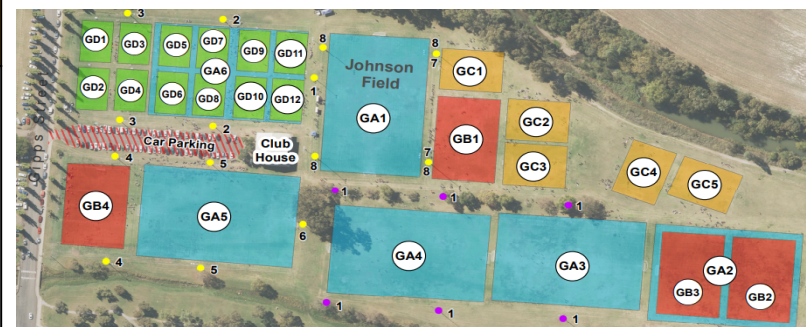 3
2
GD1
GD3
GD5
GD7
GD9
GD11
GA6
GD2
GD4
GD6
GD8
GD10
GD12
3
2
Car Parking
Club
House
4
5
8
1
8
Johnson
Field
GA1
8
7
7
8
GC1
GB1
GC2
GC3
GC4
GC5
Gipps Street
GB4
GA5
4
5
6
1
1
1
GA4
GA3
GA2
GB3
GB2
1
1
1